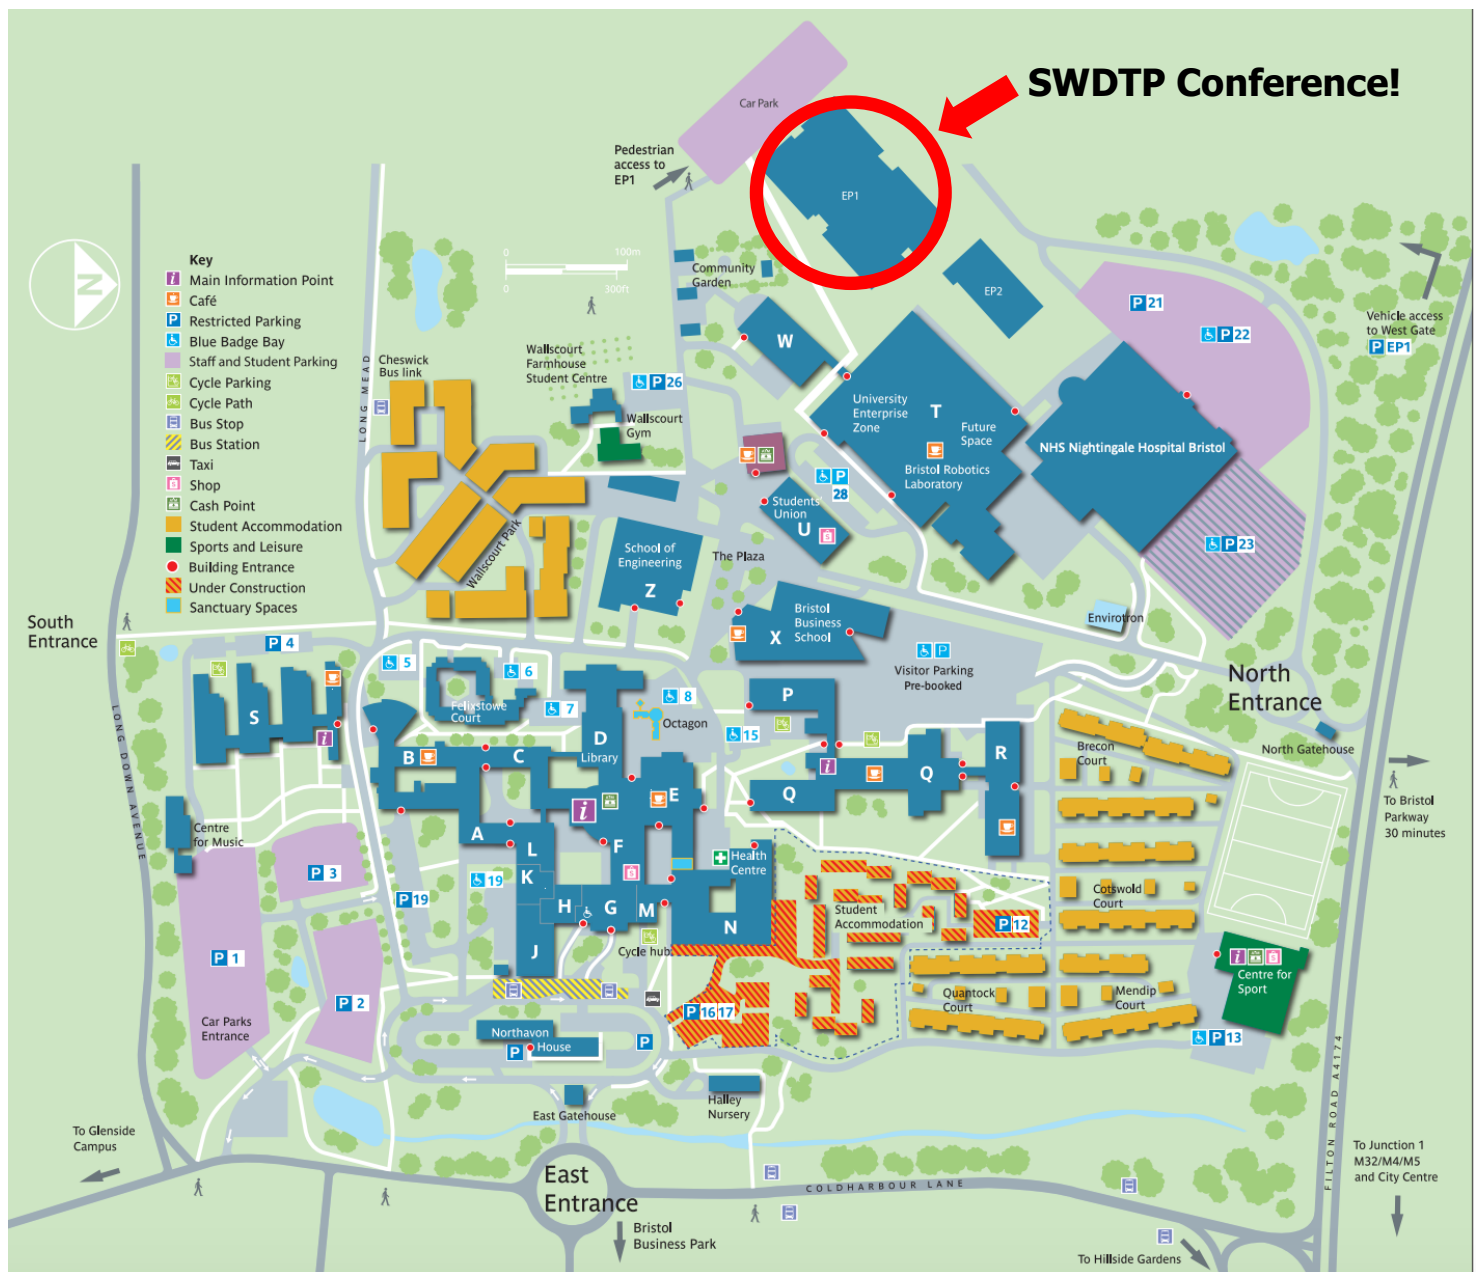 SWDTP Conference!
Car Park
Pedestrian
access to
EP1
EP1
EP2
N
Key
Main Information Point
Café
Restricted Parking
Blue Badge Bay
Staff and Student Parking
Cycle Parking
Cycle Path
Bus Stop
Bus Station
Taxi
Shop
Cash Point
Student Accommodation
Sports and Leisure
Building Entrance
Under Construction
Sanctuary Spaces
0
100m
0
300ft
Community
Garden
W
P 21
P 22
Vehicle access
to West Gate
P EP1
LONG MEAD
Cheswick
Bus link
Wallscourt
Farmhouse
Student Centre
P 26
Wallscourt
Gym
University
Enterprise
Zone
T
Future
Space
Bristol Robotics
Laboratory
NHS Nightingale Hospital Bristol
P
28
Students'
Union
U
P 23
Wallscourt Park
School of
Engineering
Z
The Plaza
Bristol
Business
School
X
Envirotron
P
Visitor Parking
Pre-booked
South
Entrance
P 4
5
6
7
8
15
North
Entrance
North Gatehouse
S
Felixstowe
Court
D
Library
Octagon
P
B
C
E
Q
Q
R
Brecon
Court
To Bristol
Parkway
30 minutes
LONG DOWN AVENUE
Centre
for Music
A
L
F
Health
Centre
P 3
P 19
19
K
H
G
M
N
J
Cycle hub
Student
Accommodation
P 12
Cotswold
Court
P 1
P 2
Car Parks
Entrance
P 16 17
Quantock
Court
Mendip
Court
Centre for
Sport
P 13
Northavon
House
P
P
East Gatehouse
Halley
Nursery
FILTON ROAD A4174
To Glenside
Campus
East
Entrance
COLDHARBOUR LANE
To Junction 1
M32/M4/M5
and City Centre
Bristol
Business Park
To Hillside Gardens